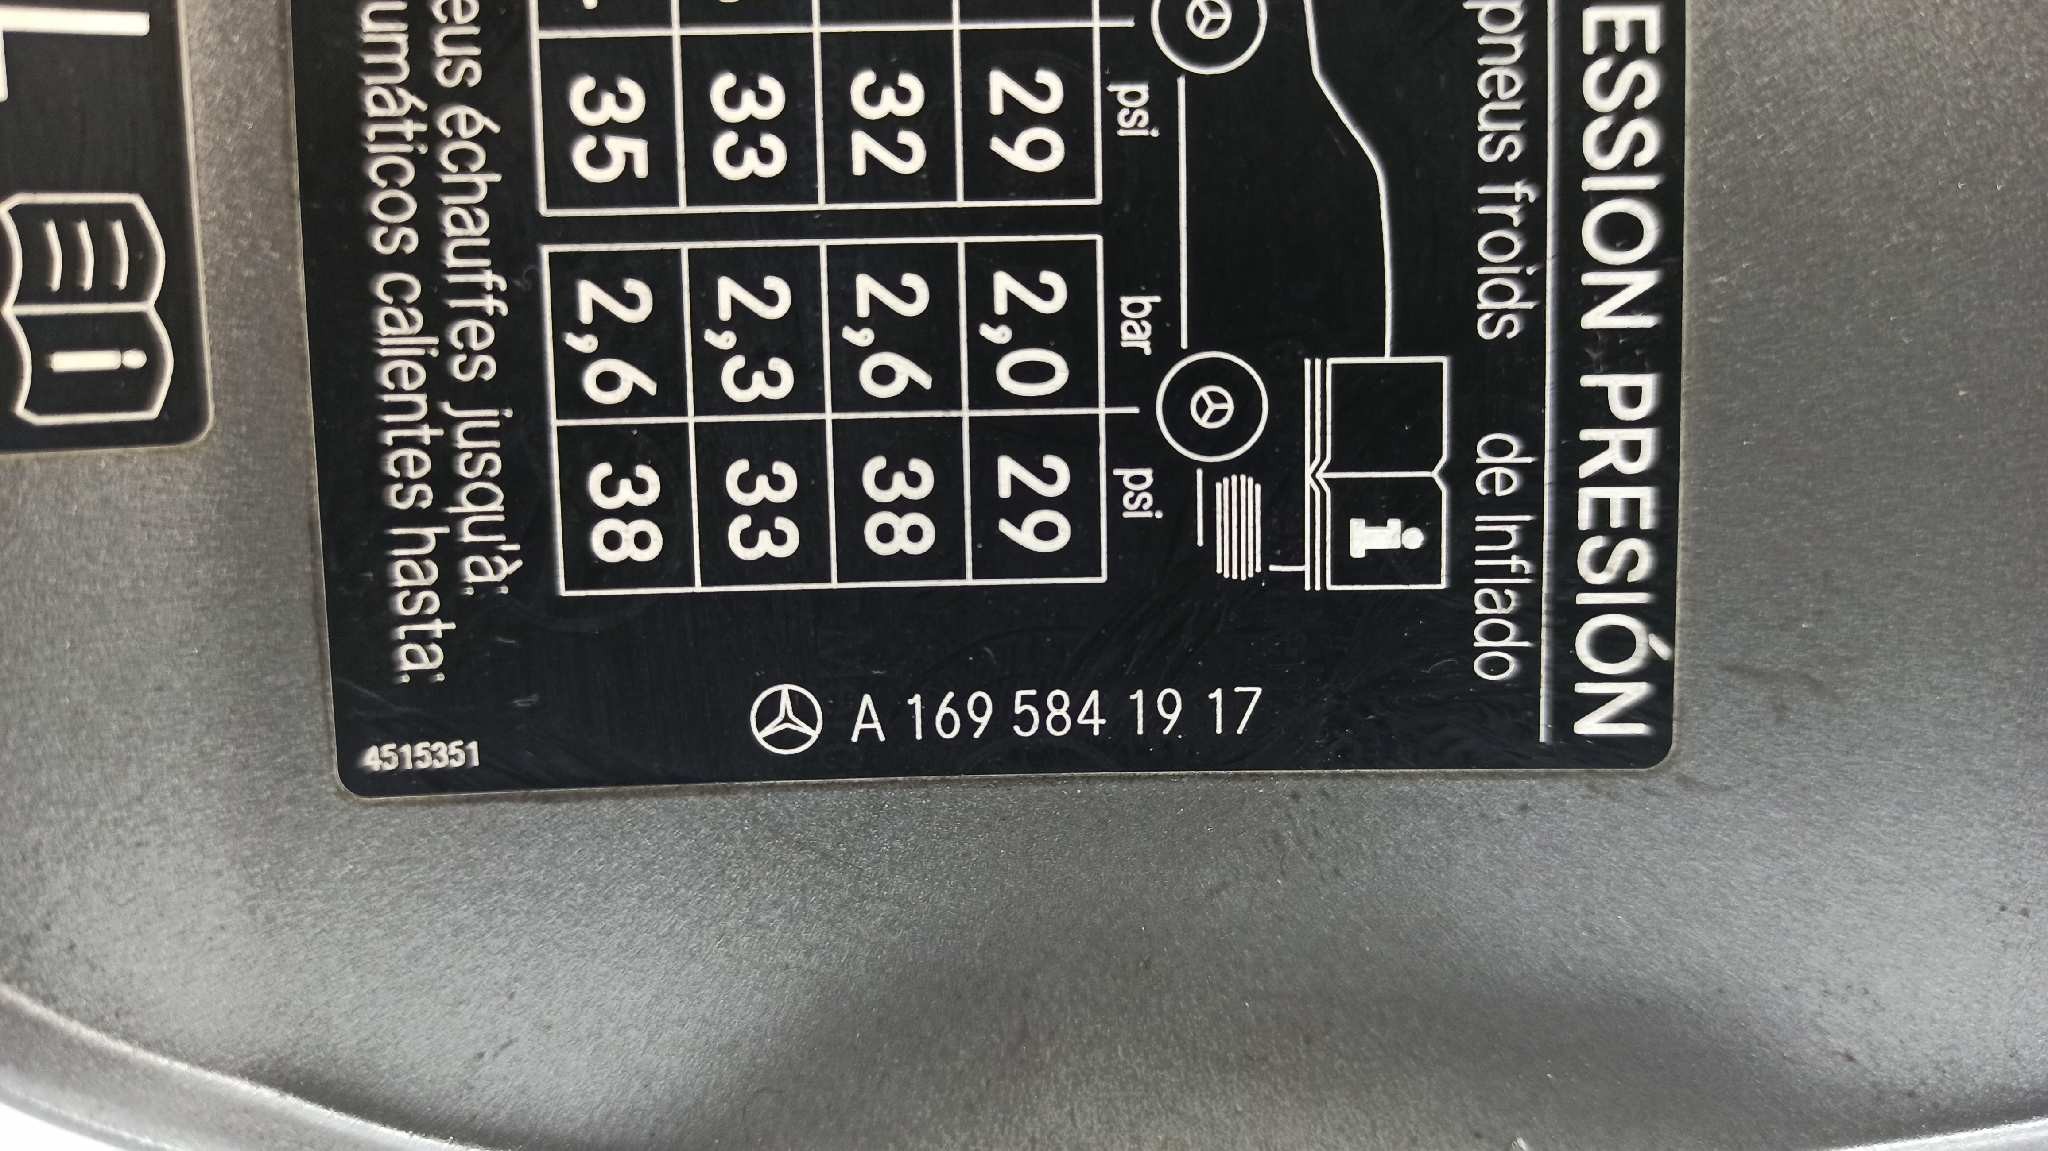 ESSION PRESIÓN
pneus froids de Inflado
i
psi bar psi
29 2,0 29
32 2,6 38
33 2,3 33
35 2,6 38
eus échauffes jusqu'à:
umáticos calientes hasta:
A 169 584 19 17
4515351
i